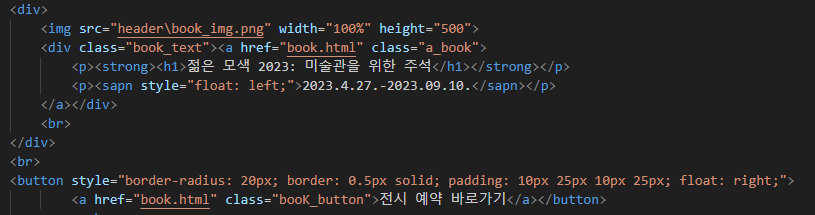 <div>
<img src="header\book_img.png" width="100%" height="500">
<div class="book_text"><a href="book.html" class="a_book">
<p><strong><h1>젊은 모색 2023: 미술관을 위한 주석</h1></strong></p>
<p><sapn style="float: left;">2023.4.27.-2023.09.10.</sapn></p>
</a></div>
<br>
</div>
<br>
<button style="border-radius: 20px; border: 0.5px solid; padding: 10px 25px 10px 25px; float: right;">
<a href="book.html" class="booK_button">전시 예약 바로가기</a></button>